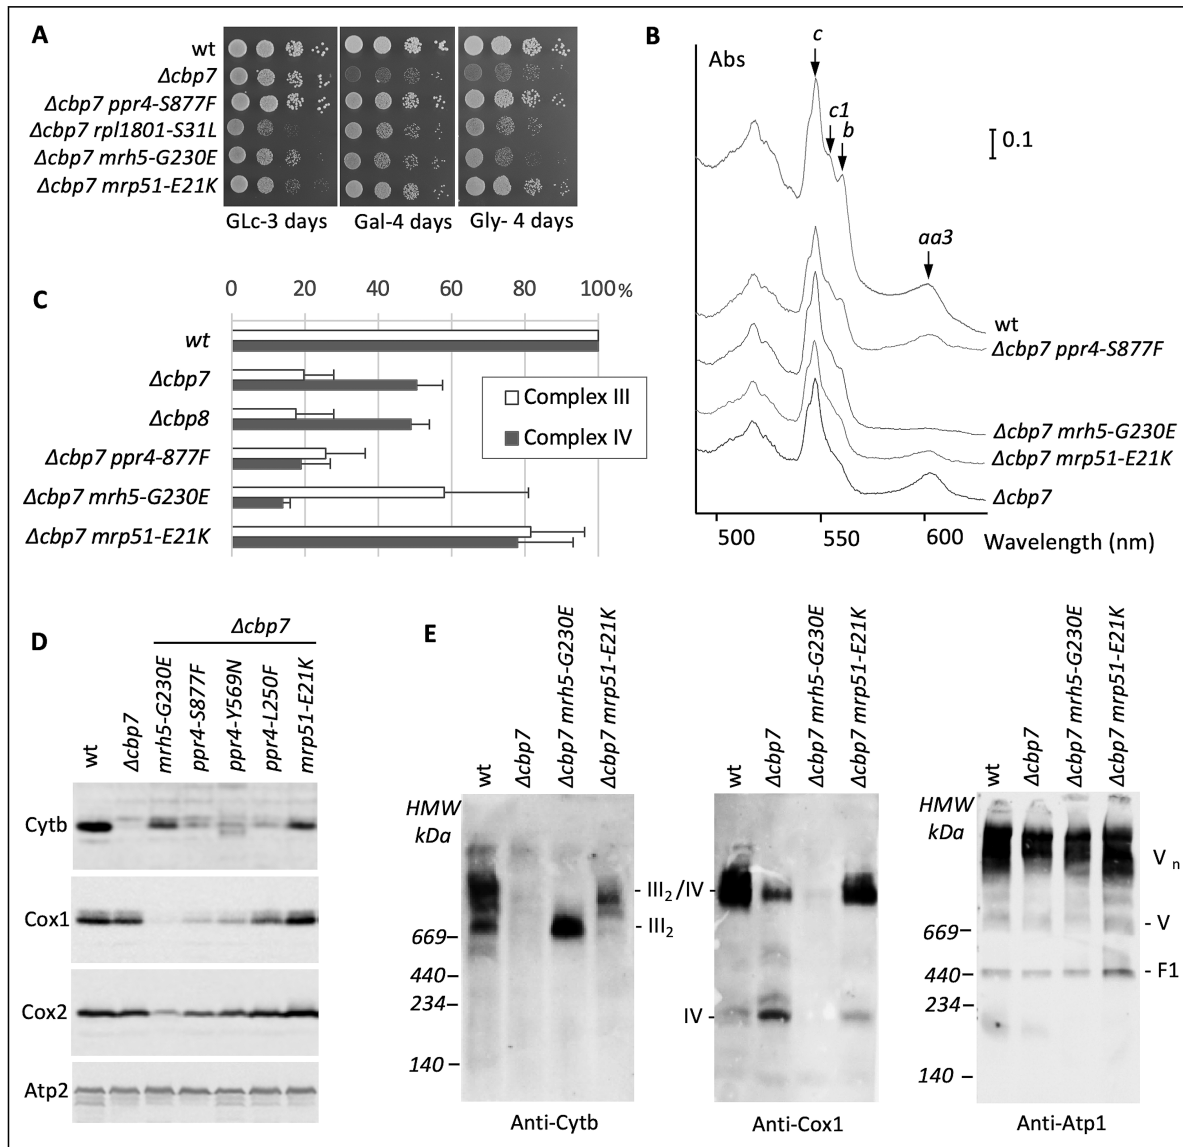 A
wt
Δcbp7
Δcbp7 ppr4-S877F
Δcbp7 rpl1801-S31L
Δcbp7 mrh5-G230E
Δcbp7 mrp51-E21K
GLc-3 days
Gal-4 days
Gly- 4 days
B
Abs
c
c1
b
aa3
0.1
wt
Δcbp7 ppr4-S877F
Δcbp7 mrh5-G230E
Δcbp7 mrp51-E21K
Δcbp7
500
550
600
Wavelength (nm)
C
0 20 40 60 80 100%
wt
Δcbp7
Δcbp8
Δcbp7 ppr4-877F
Δcbp7 mrh5-G230E
Δcbp7 mrp51-E21K
Complex III
Complex IV
D
Δcbp7
wt
Δcbp7
mrh5-G230E
ppr4-S877F
ppr4-Y569N
ppr4-L250F
mrp51-E21K
Cytb
Cox1
Cox2
Atp2
E
wt
Δcbp7
Δcbp7 mrh5-G230E
Δcbp7 mrp51-E21K
HMW
kDa
669–
440–
234–
140 –
- III2 /IV -
- III2
IV -
Anti-Cytb
wt
Δcbp7
Δcbp7 mrh5-G230E
Δcbp7 mrp51-E21K
Anti-Cox1
wt
Δcbp7
Δcbp7 mrh5-G230E
Δcbp7 mrp51-E21K
HMW
kDa
669–
440–
234–
140 –
V n
- V
- F1
Anti-Atp1